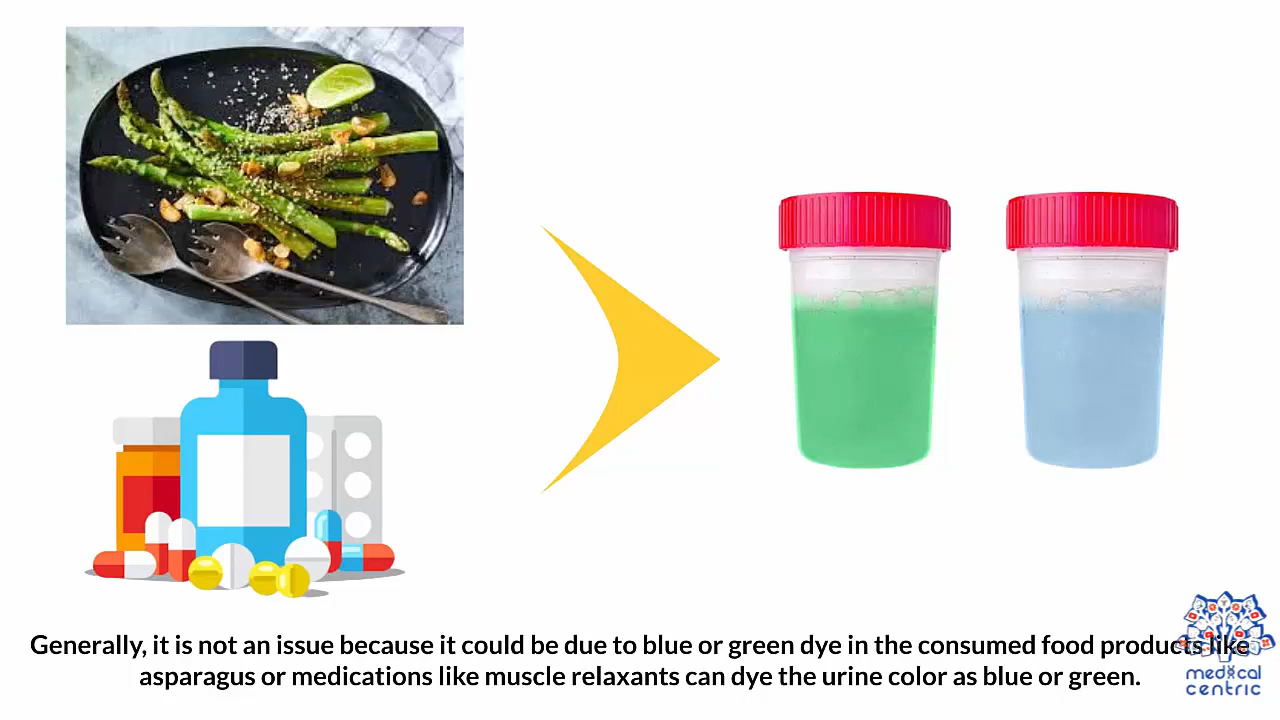 Generally, it is not an issue because it could be due to blue or green dye in the consumed food products like
asparagus or medications like muscle relaxants can dye the urine color as blue or green.
medical
centric